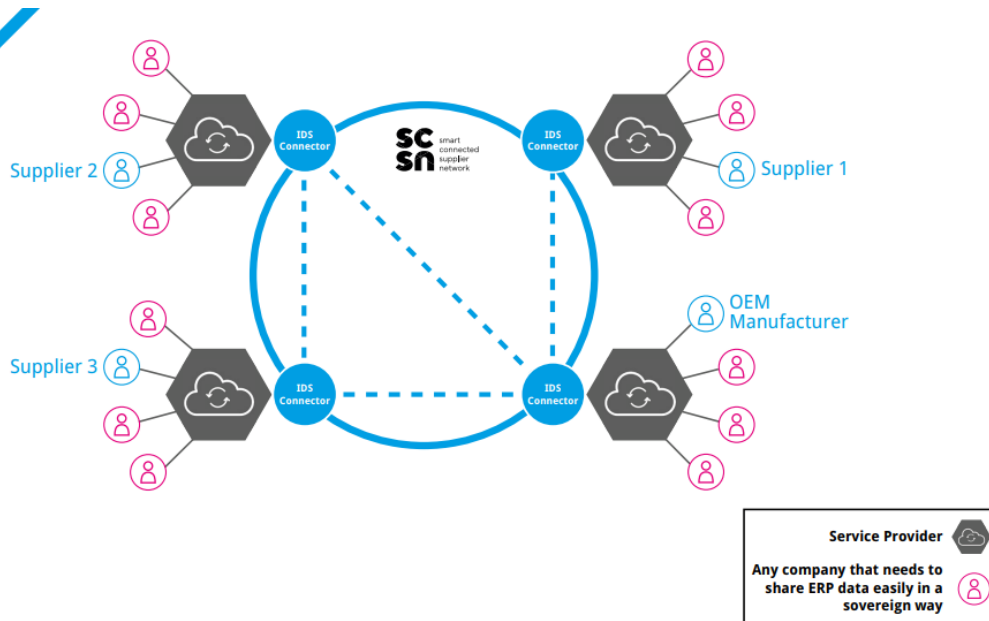 IDS
Connector
SC
SN
smart
connected
supplier
network
IDS
Connector
Supplier 2
Supplier 1
OEM
Manufacturer
Supplier 3
IDS
Connector
IDS
Connector
Service Provider
Any company that needs to
share ERP data easily in a
sovereign way